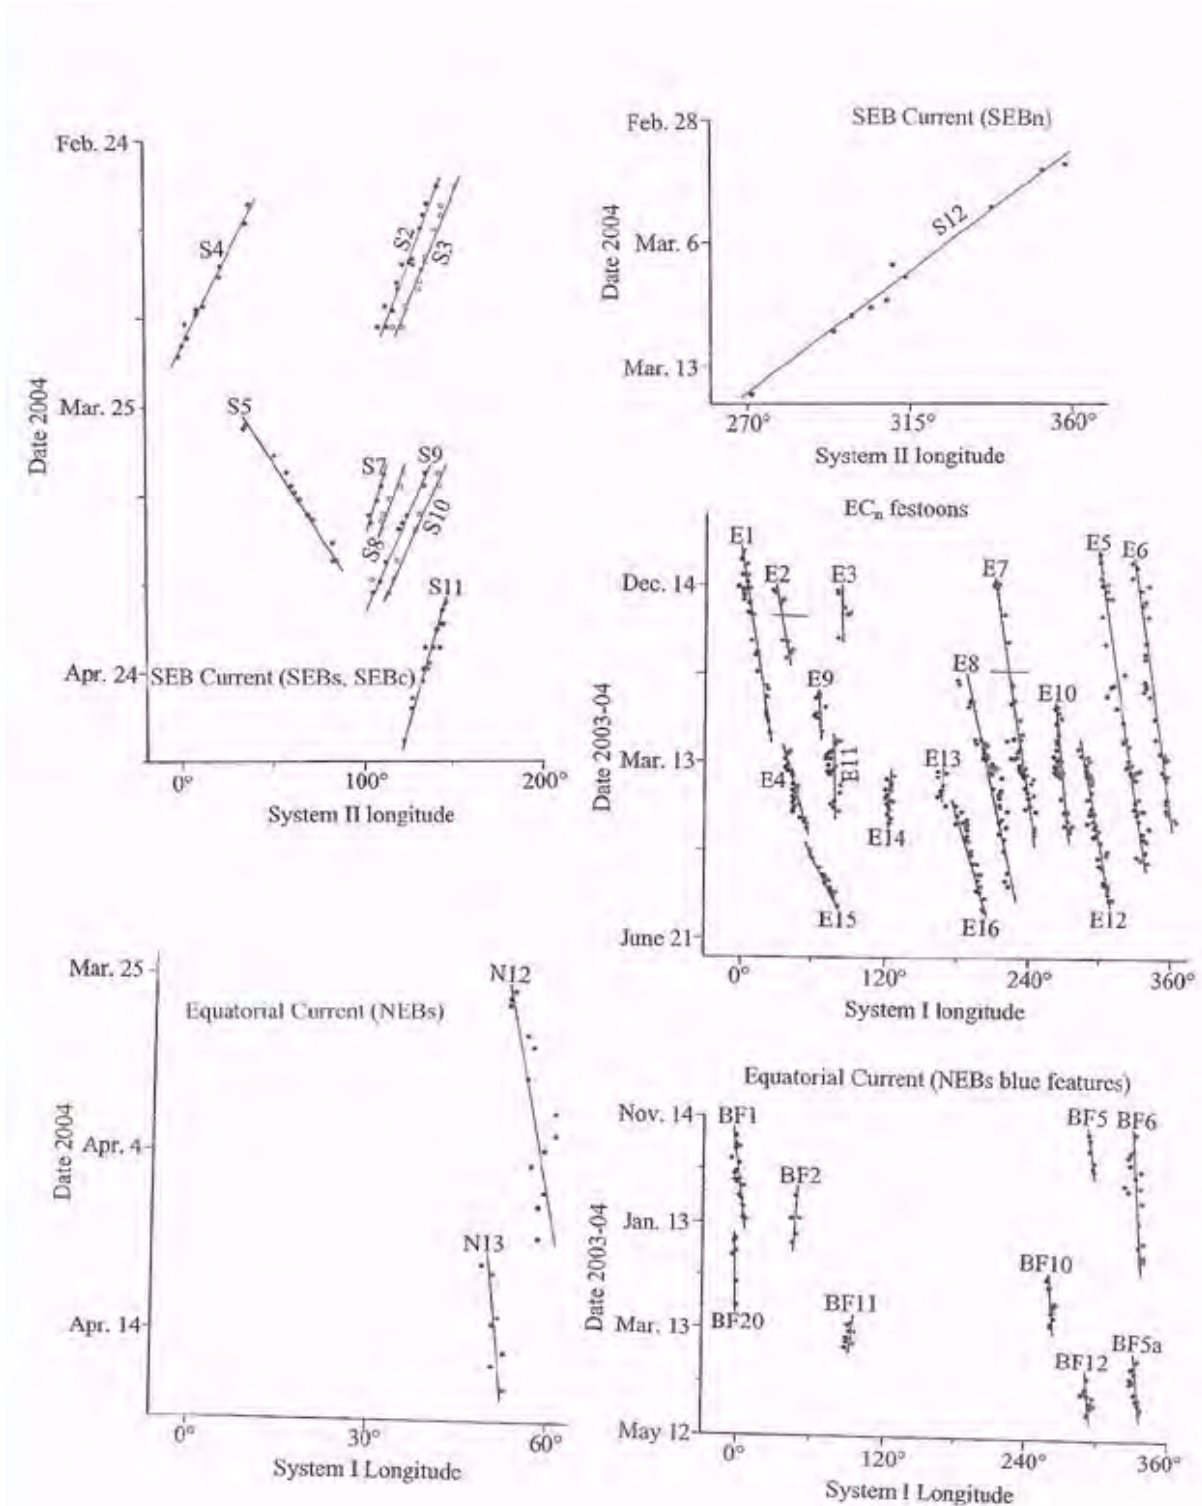 Feb. 24
Mar. 25
Apr. 24
Date 2004
S4
S2
S3
S5
S7
S8
S9
S10
S11
SEB Current (SEBs, SEBc)
0°
100°
200°
System II longitude
Feb. 28
Mar. 6
Mar. 13
Date 2004
SEB Current (SEBn)
S12
270°
315°
360°
System II longitude
ECn festoons
Dec. 14
Mar. 13
June 21
Date 2003-04
E1
E2
E3
E7
E5
E6
E8
E9
E10
E4
E11
E13
E14
E15
E16
E12
0°
120°
240°
360°
System I longitude
Mar. 25
Apr. 4
Apr. 14
Date 2004
Equatorial Current (NEBs)
N12
N13
0°
30°
60°
System I Longitude
Equatorial Current (NEBs blue features)
Nov. 14
Jan. 13
Mar. 13
May 12
Date 2003-04
BF1
BF5
BF6
BF2
BF10
BF20
BF11
BF12
BF5a
0°
120°
240°
360°
System I Longitude